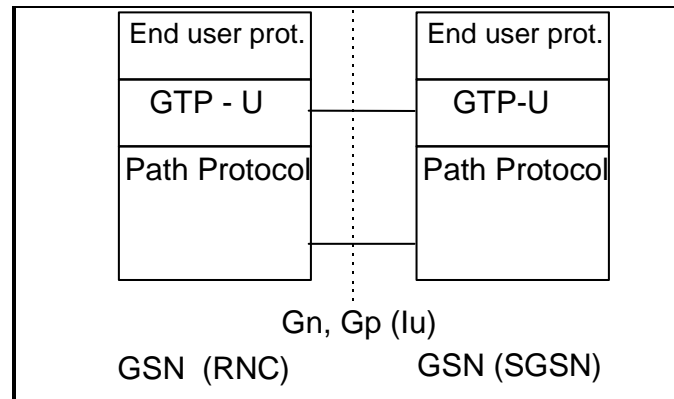 End user prot.
End user prot.
GTP - U
GTP-U
Path Protocol
Path Protocol
Gn, Gp (Iu)
GSN (RNC)
GSN (SGSN)